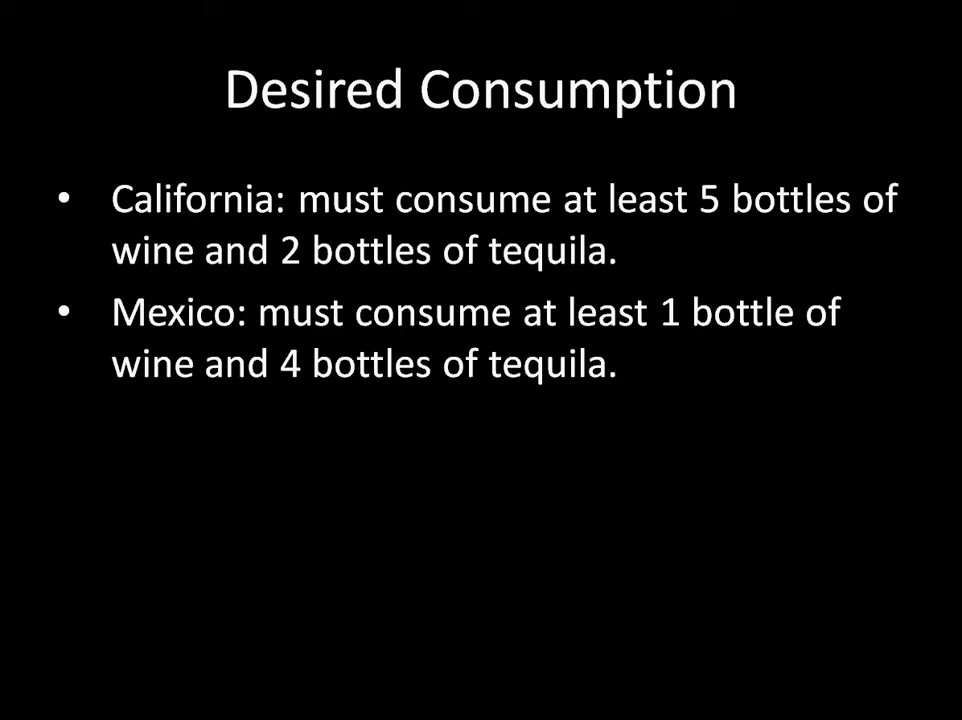 Desired Consumption
• California: must consume at least 5 bottles of
wine and 2 bottles of tequila.
• Mexico: must consume at least 1 bottle of
wine and 4 bottles of tequila.